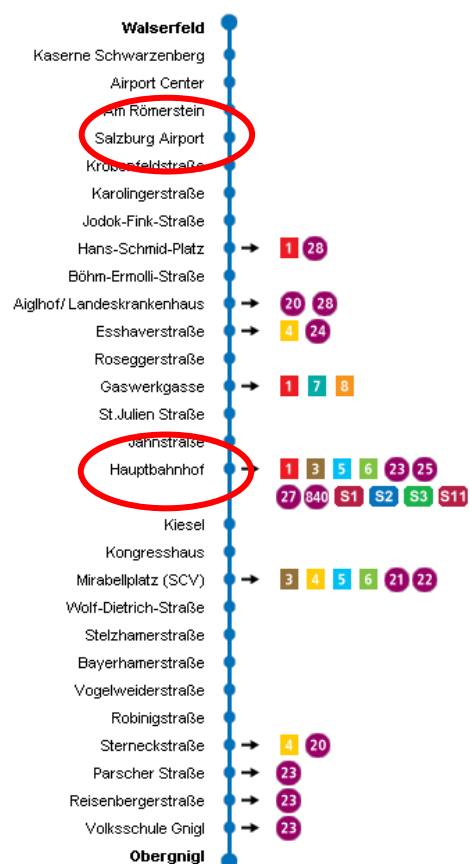 Walserfeld
Kaserne Schwarzenberg
Airport Center
Am Römerstein
Salzburg Airport
Kröbenfeldstraße
Karolingerstraße
Jodok-Fink-Straße
Hans-Schmid-Platz 1 28
Böhm-Ermolli-Straße
Aiglhof/Landeskrankenhaus 20 28
Esshaverstraße 4 24
Roseggerstraße
Gaswerkgasse 1 7 8
St.Julien Straße
Jahnstraße
Hauptbahnhof 1 3 5 6 23 25
27 840 S1 S2 S3 S11
Kiesel
Kongresshaus
Mirabellplatz (SCV) 3 4 5 6 21 22
Wolf-Dietrich-Straße
Stelzhamerstraße
Bayerhamerstraße
Vogelweiderstraße
Robinigstraße
Sterneckstraße 4 20
Parscher Straße 23
Reisenbergerstraße 23
Volksschule Gnigl 23
Obergnigl